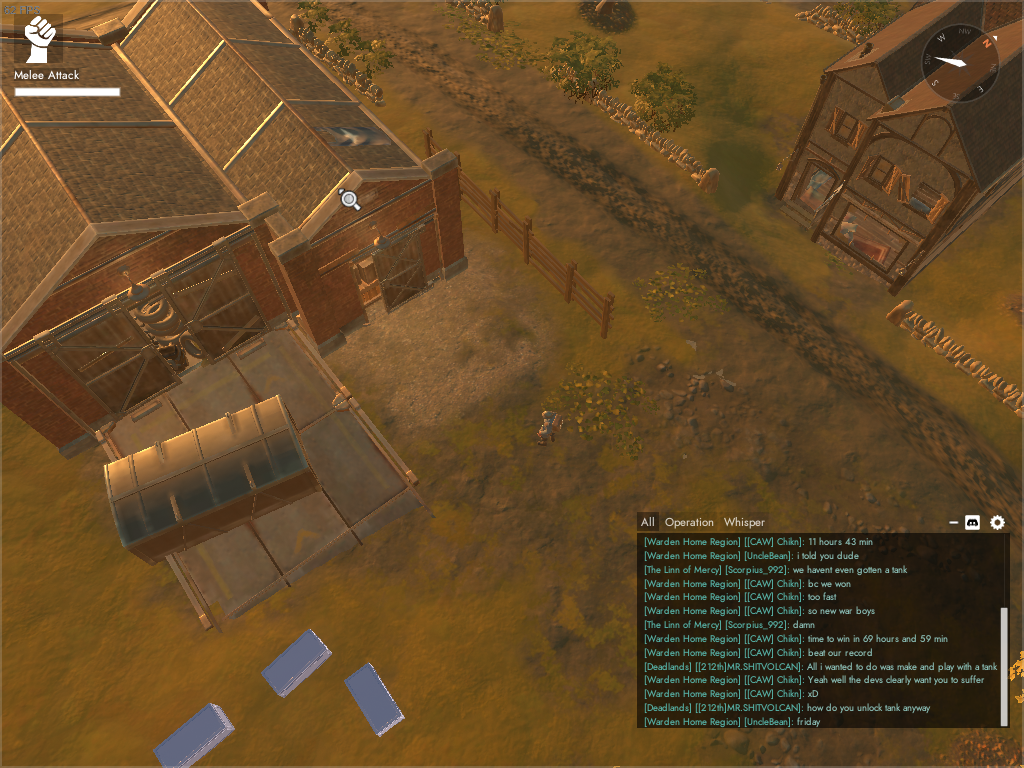 Melee Attack
W
NW
N
SW
S
E
All Operation Whisper
[Warden Home Region] [[CAW] Chikn]: 11 hours 43 min
[Warden Home Region] [UncleBean]: i told you dude
[The Linn of Mercy] [Scorpius_992]: we havent even gotten a tank
[Warden Home Region] [[CAW] Chikn]: bc we won
[Warden Home Region] [[CAW] Chikn]: too fast
[Warden Home Region] [[CAW] Chikn]: so new war boys
[The Linn of Mercy] [Scorpius_992]: damn
[Warden Home Region] [[CAW] Chikn]: time to win in 69 hours and 59 min
[Warden Home Region] [[CAW] Chikn]: beat our record
[Deadlands] [[212th]MR.SHITVOLCAN]: All i wanted to do was make and play with a tank
[Warden Home Region] [[CAW] Chikn]: Yeah well the devs clearly want you to suffer
[Warden Home Region] [[CAW] Chikn]: xD
[Deadlands] [[212th]MR.SHITVOLCAN]: how do you unlock tank anyway
[Warden Home Region] [UncleBean]: friday